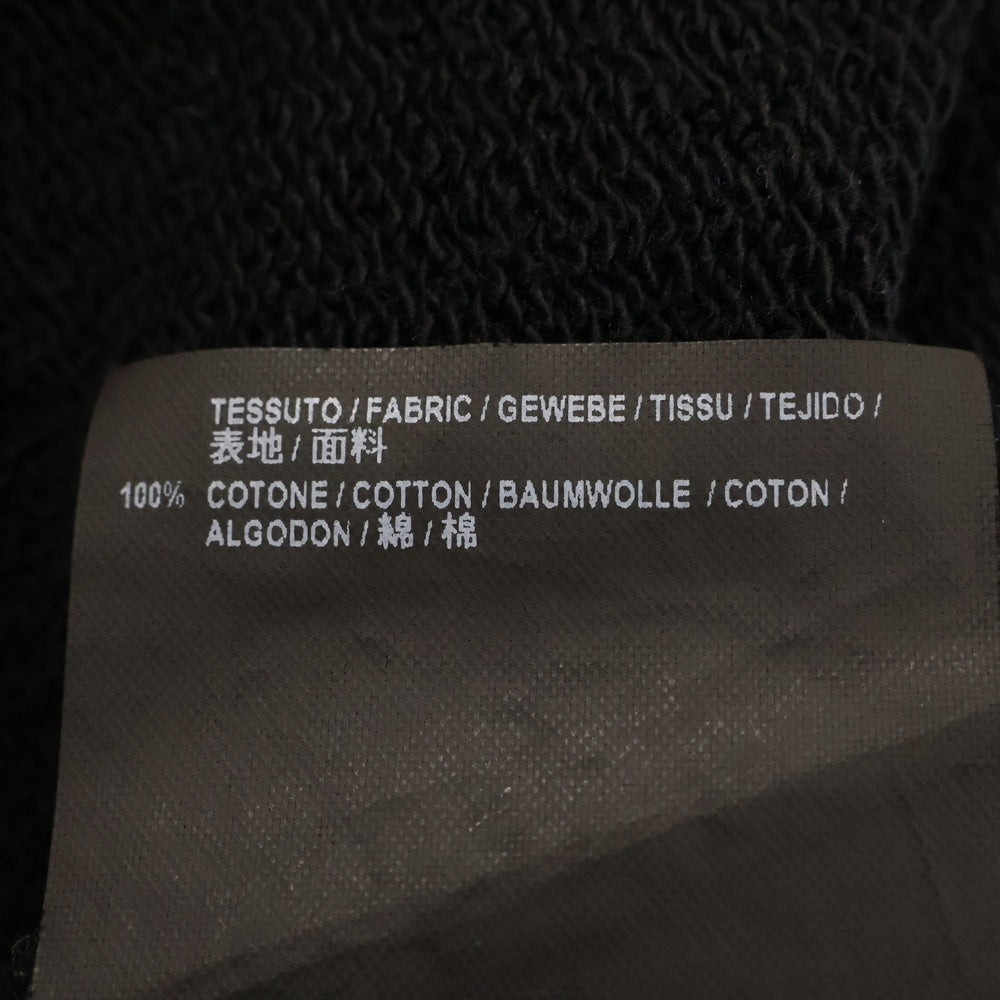 TESSUTO / FABRIC / GEWEBE / TISSU / TEJIDO /
表地 / 面料
100% COTONE / COTTON / BAUMWOLLE / COTON /
ALGODON / 綿 / 棉